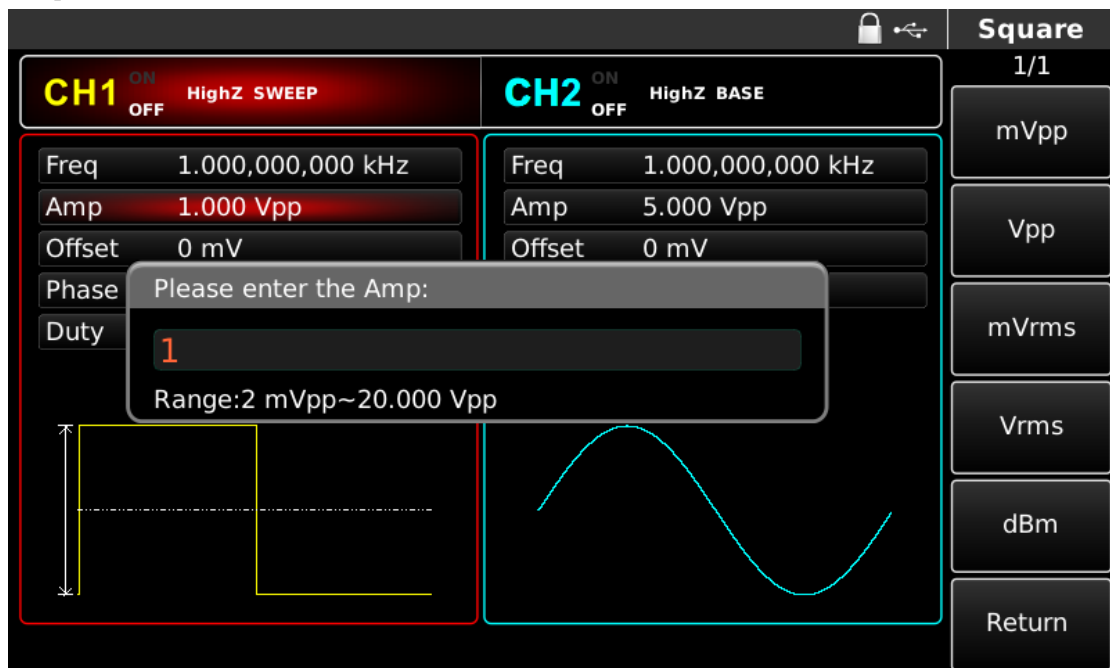 Square
1/1
CH1 ON OFF HighZ SWEEP
CH2 ON OFF HighZ BASE
Freq 1.000,000,000 kHz
Amp 1.000 Vpp
Offset 0 mV
Phase
Duty
Freq 1.000,000,000 kHz
Amp 5.000 Vpp
Offset 0 mV
Please enter the Amp:
1
Range:2 mVpp~20.000 Vpp
mVpp
Vpp
mVrms
Vrms
dBm
Return